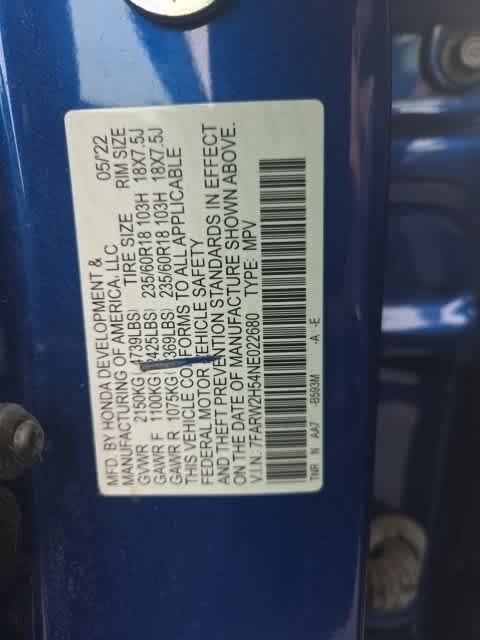 MFD. BY HONDA DEVELOPMENT &
MANUFACTURING OF AMERICA, LLC 05/'22
GVWR 2150KG (4739LBS) TIRE SIZE RIM SIZE
GAWR F 1100KG (2425LBS) 235/60R18 103H 18X7.5J
GAWR R. 1075KG (2369LBS) 235/60R18 103H 18X7.5J
THIS VEHICLE CONFORMS TO ALL APPLICABLE
FEDERAL MOTOR VEHICLE SAFETY
AND THEFT PREVENTION STANDARDS IN EFFECT
ON THE DATE OF MANUFACTURE SHOWN ABOVE.
V.I.N.: 7FARW2H54NE022680 TYPE: MPV
TNR N AA7 -B593M -A -E